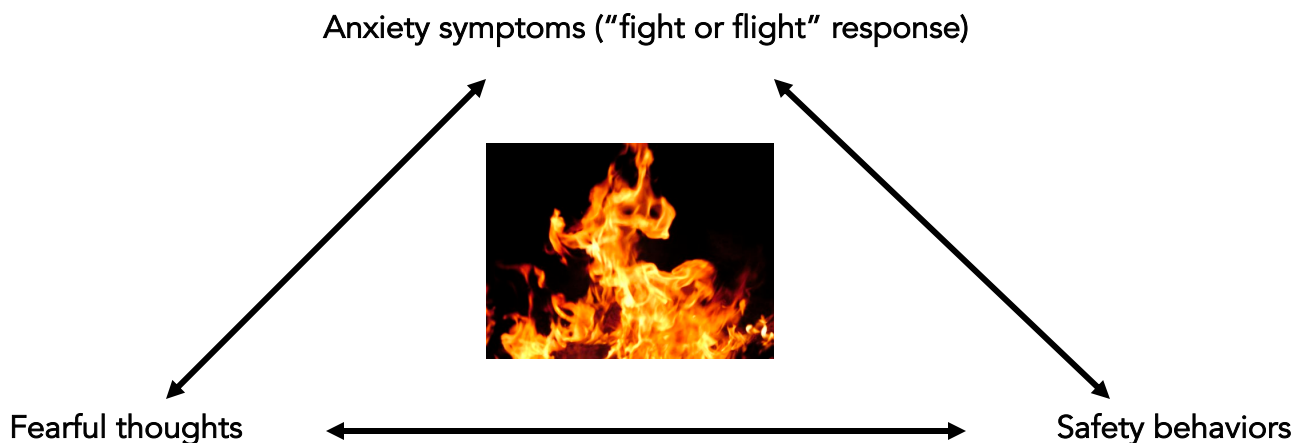 Anxiety symptoms (“fight or flight” response)
Fearful thoughts
Safety behaviors